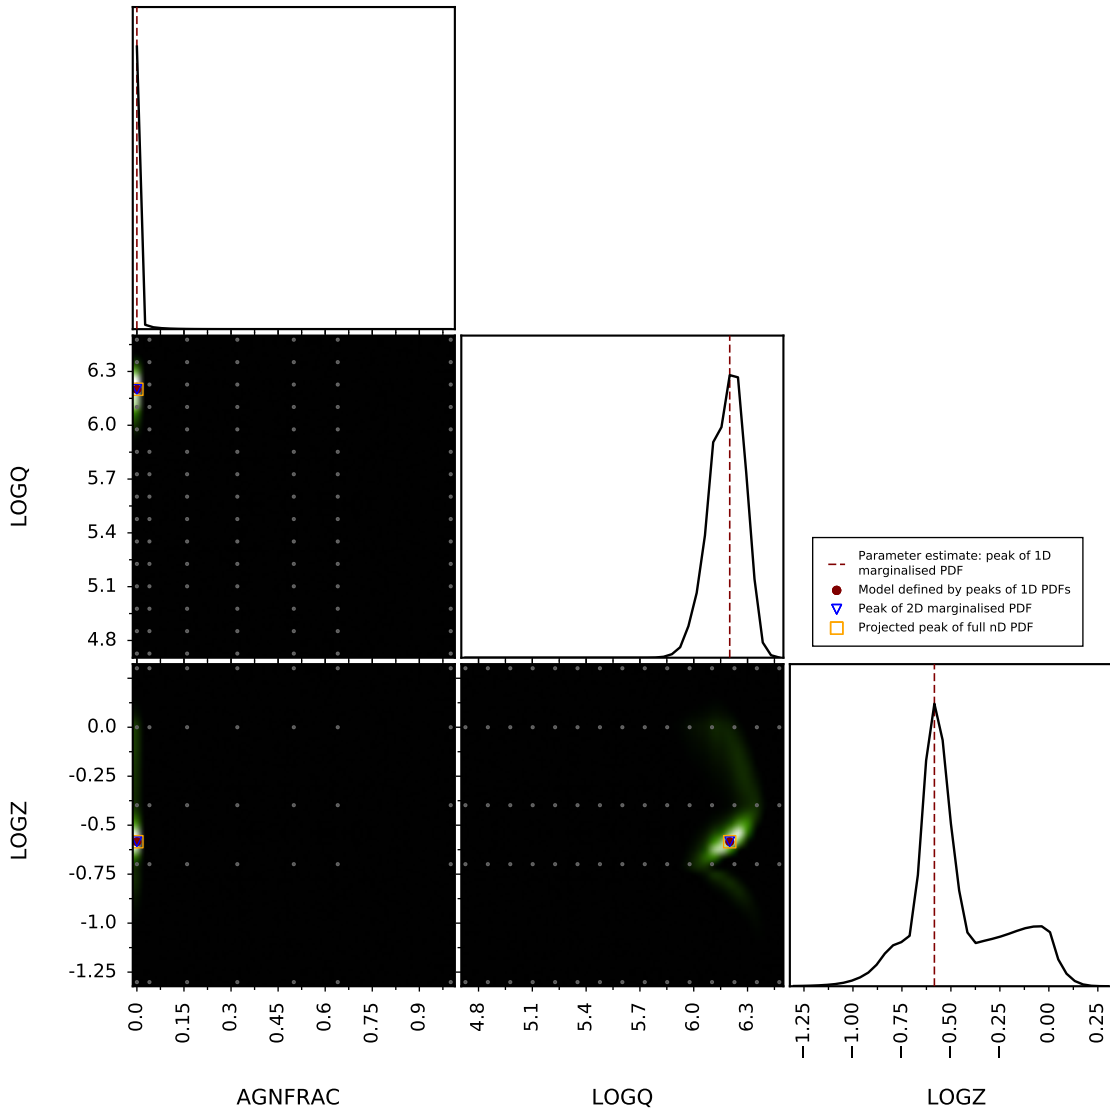 LOGQ
6.3
6.0
5.7
5.4
5.1
4.8
Parameter estimate: peak of 1D
marginalised PDF
Model defined by peaks of 1D PDFs
Peak of 2D marginalised PDF
Projected peak of full nD PDF
LOGZ
0.0
-0.25
-0.5
-0.75
-1.0
-1.25
0.0 0.15 0.3 0.45 0.6 0.75 0.9
4.8 5.1 5.4 5.7 6.0 6.3
−1.25 −1.00 −0.75 −0.50 −0.25 0.00 0.25
AGNFRAC LOGQ LOGZ